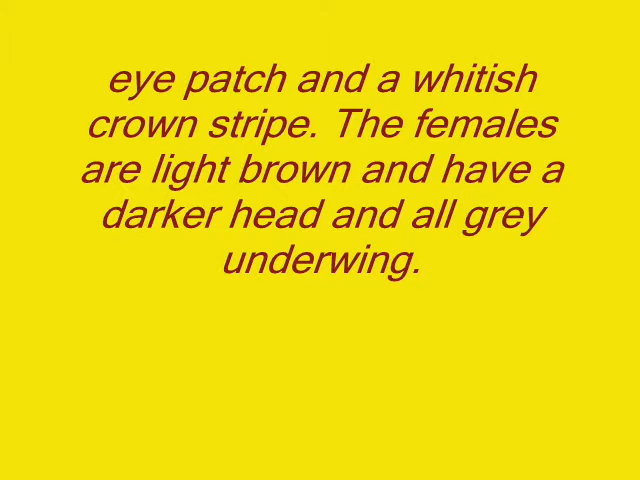 eye patch and a whitish
crown stripe. The females
are light brown and have a
darker head and all grey
underwing.